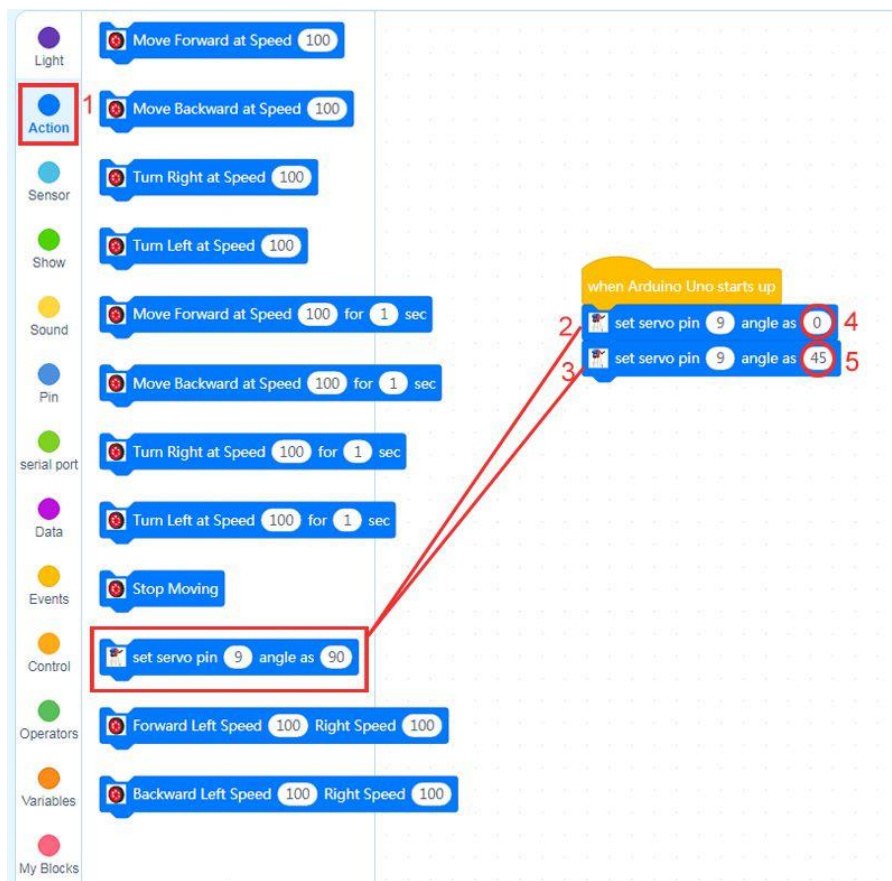 Light
Action
Sensor
Show
Sound
Pin
serial port
Data
Events
Control
Operators
Variables
My Blocks
1
Move Forward at Speed 100
Move Backward at Speed 100
Turn Right at Speed 100
Turn Left at Speed 100
Move Forward at Speed 100 for 1 sec
Move Backward at Speed 100 for 1 sec
Turn Right at Speed 100 for 1 sec
Turn Left at Speed 100 for 1 sec
Stop Moving
set servo pin 9 angle as 90
Forward Left Speed 100 Right Speed 100
Backward Left Speed 100 Right Speed 100
when Arduino Uno starts up
2 set servo pin 9 angle as 0 4
3 set servo pin 9 angle as 45 5